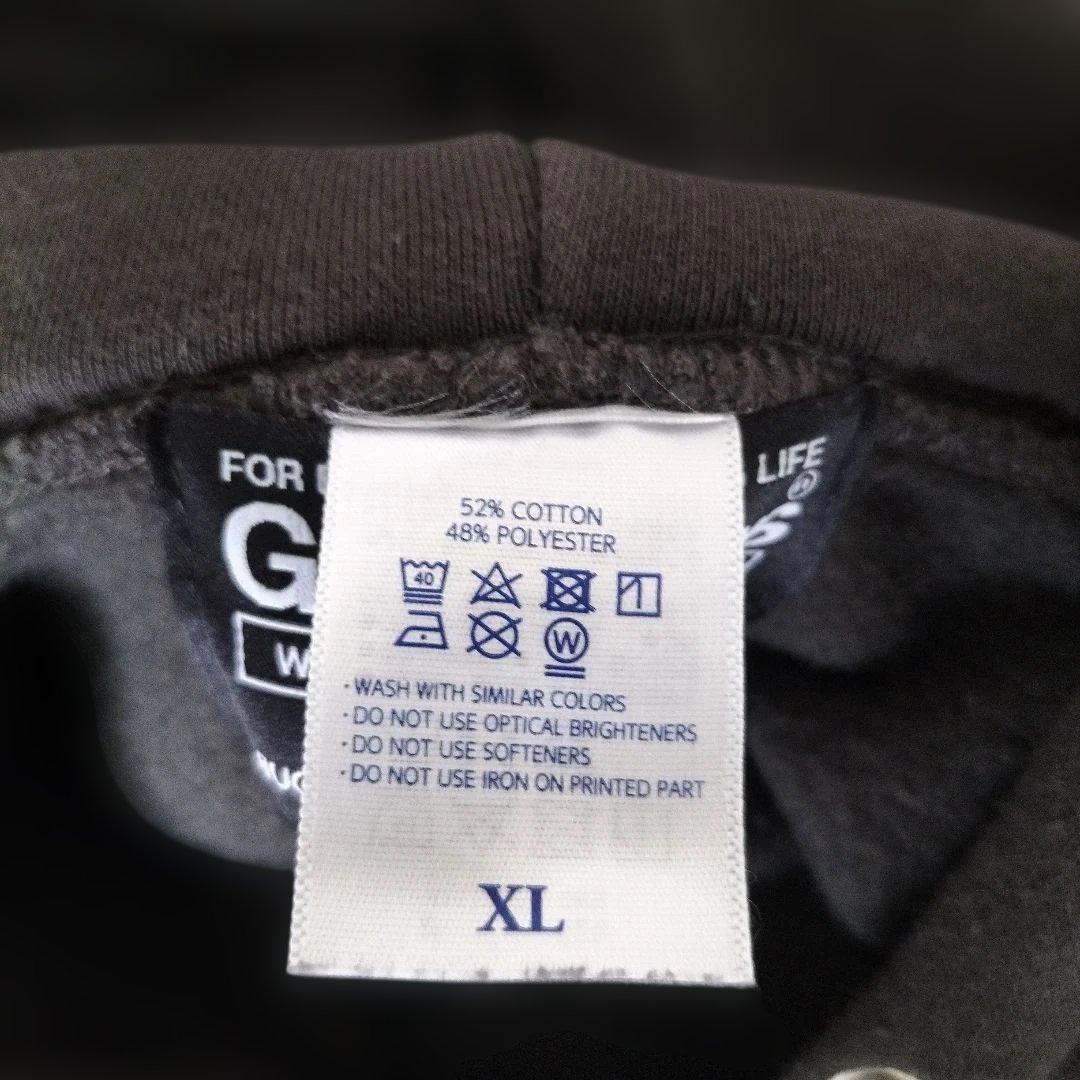 FOR
LIFE
G
S®
W
52% COTTON
48% POLYESTER
40
W
·WASH WITH SIMILAR COLORS
·DO NOT USE OPTICAL BRIGHTENERS
·DO NOT USE SOFTENERS
·DO NOT USE IRON ON PRINTED PART
XL